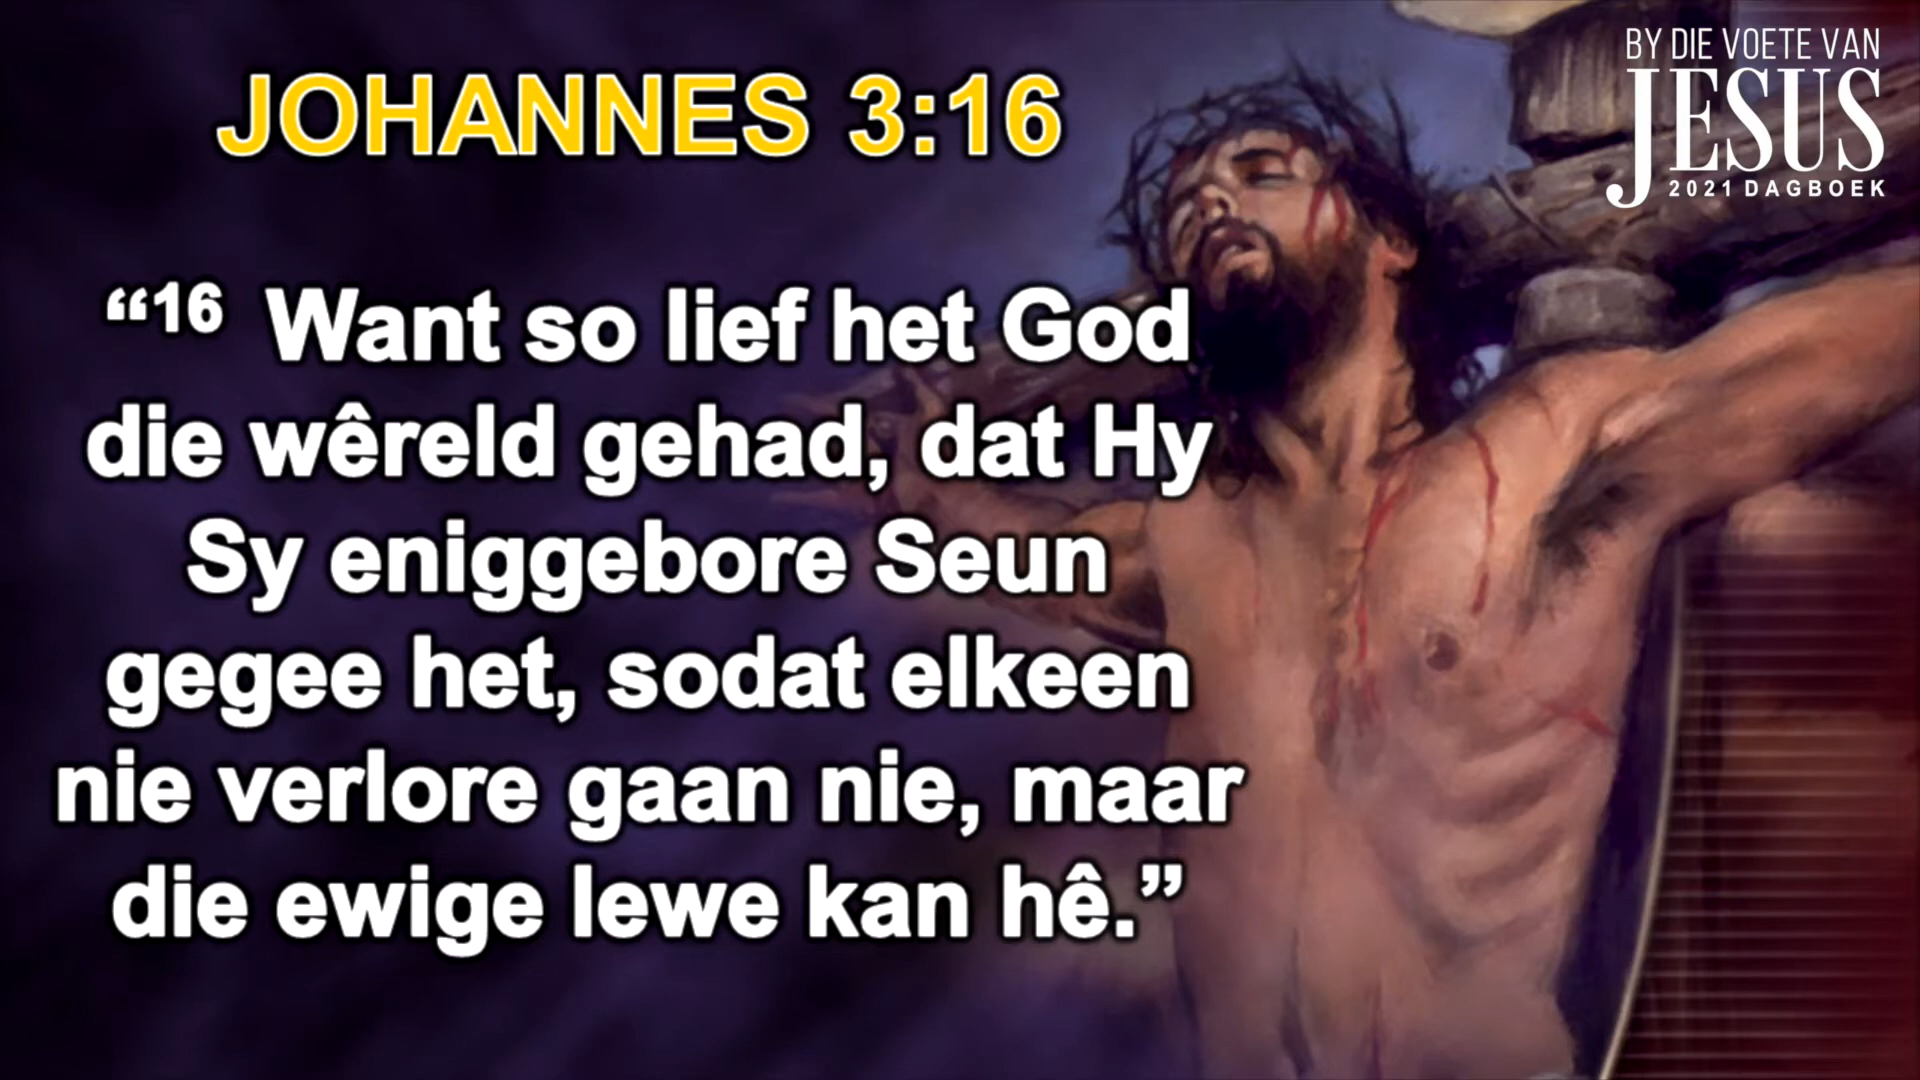 JOHANNES 3:16
“16 Want so lief het God
die wêreld gehad, dat Hy
Sy eniggebore Seun
gegee het, sodat elkeen
nie verlore gaan nie, maar
die ewige lewe kan hê.”
BY DIE VOETE VAN
JESUS
2021 DAGBOEK